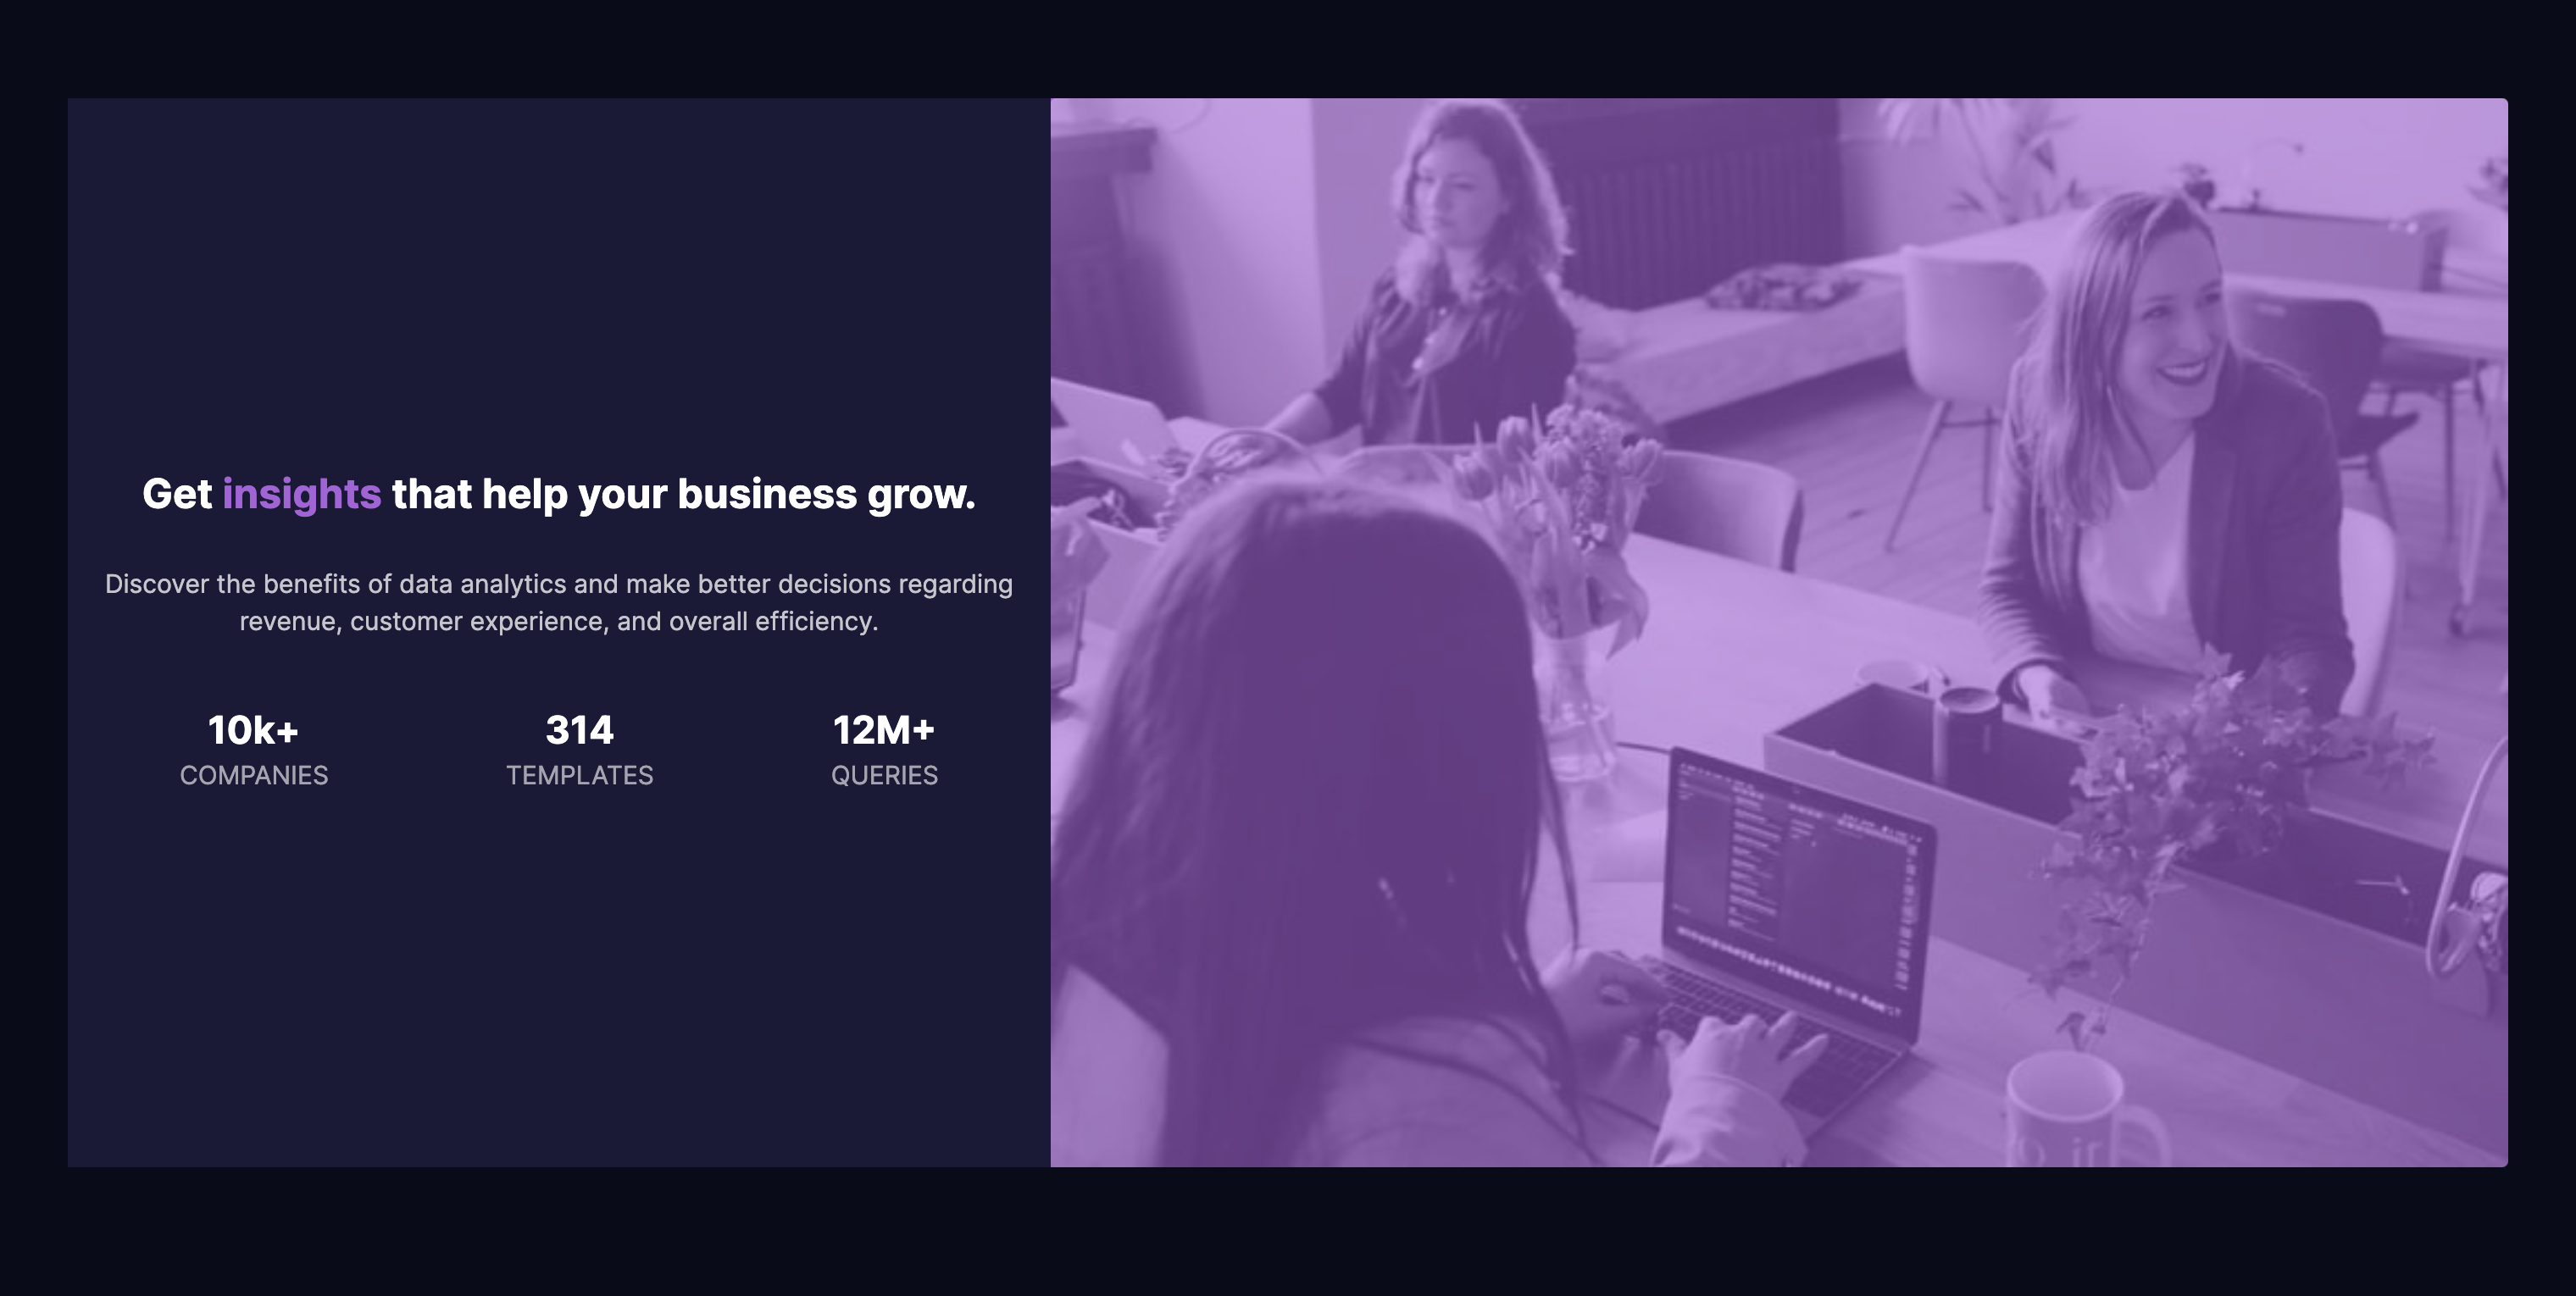 Get insights that help your business grow.
Discover the benefits of data analytics and make better decisions regarding
revenue, customer experience, and overall efficiency.
10k+
COMPANIES
314
TEMPLATES
12M+
QUERIES